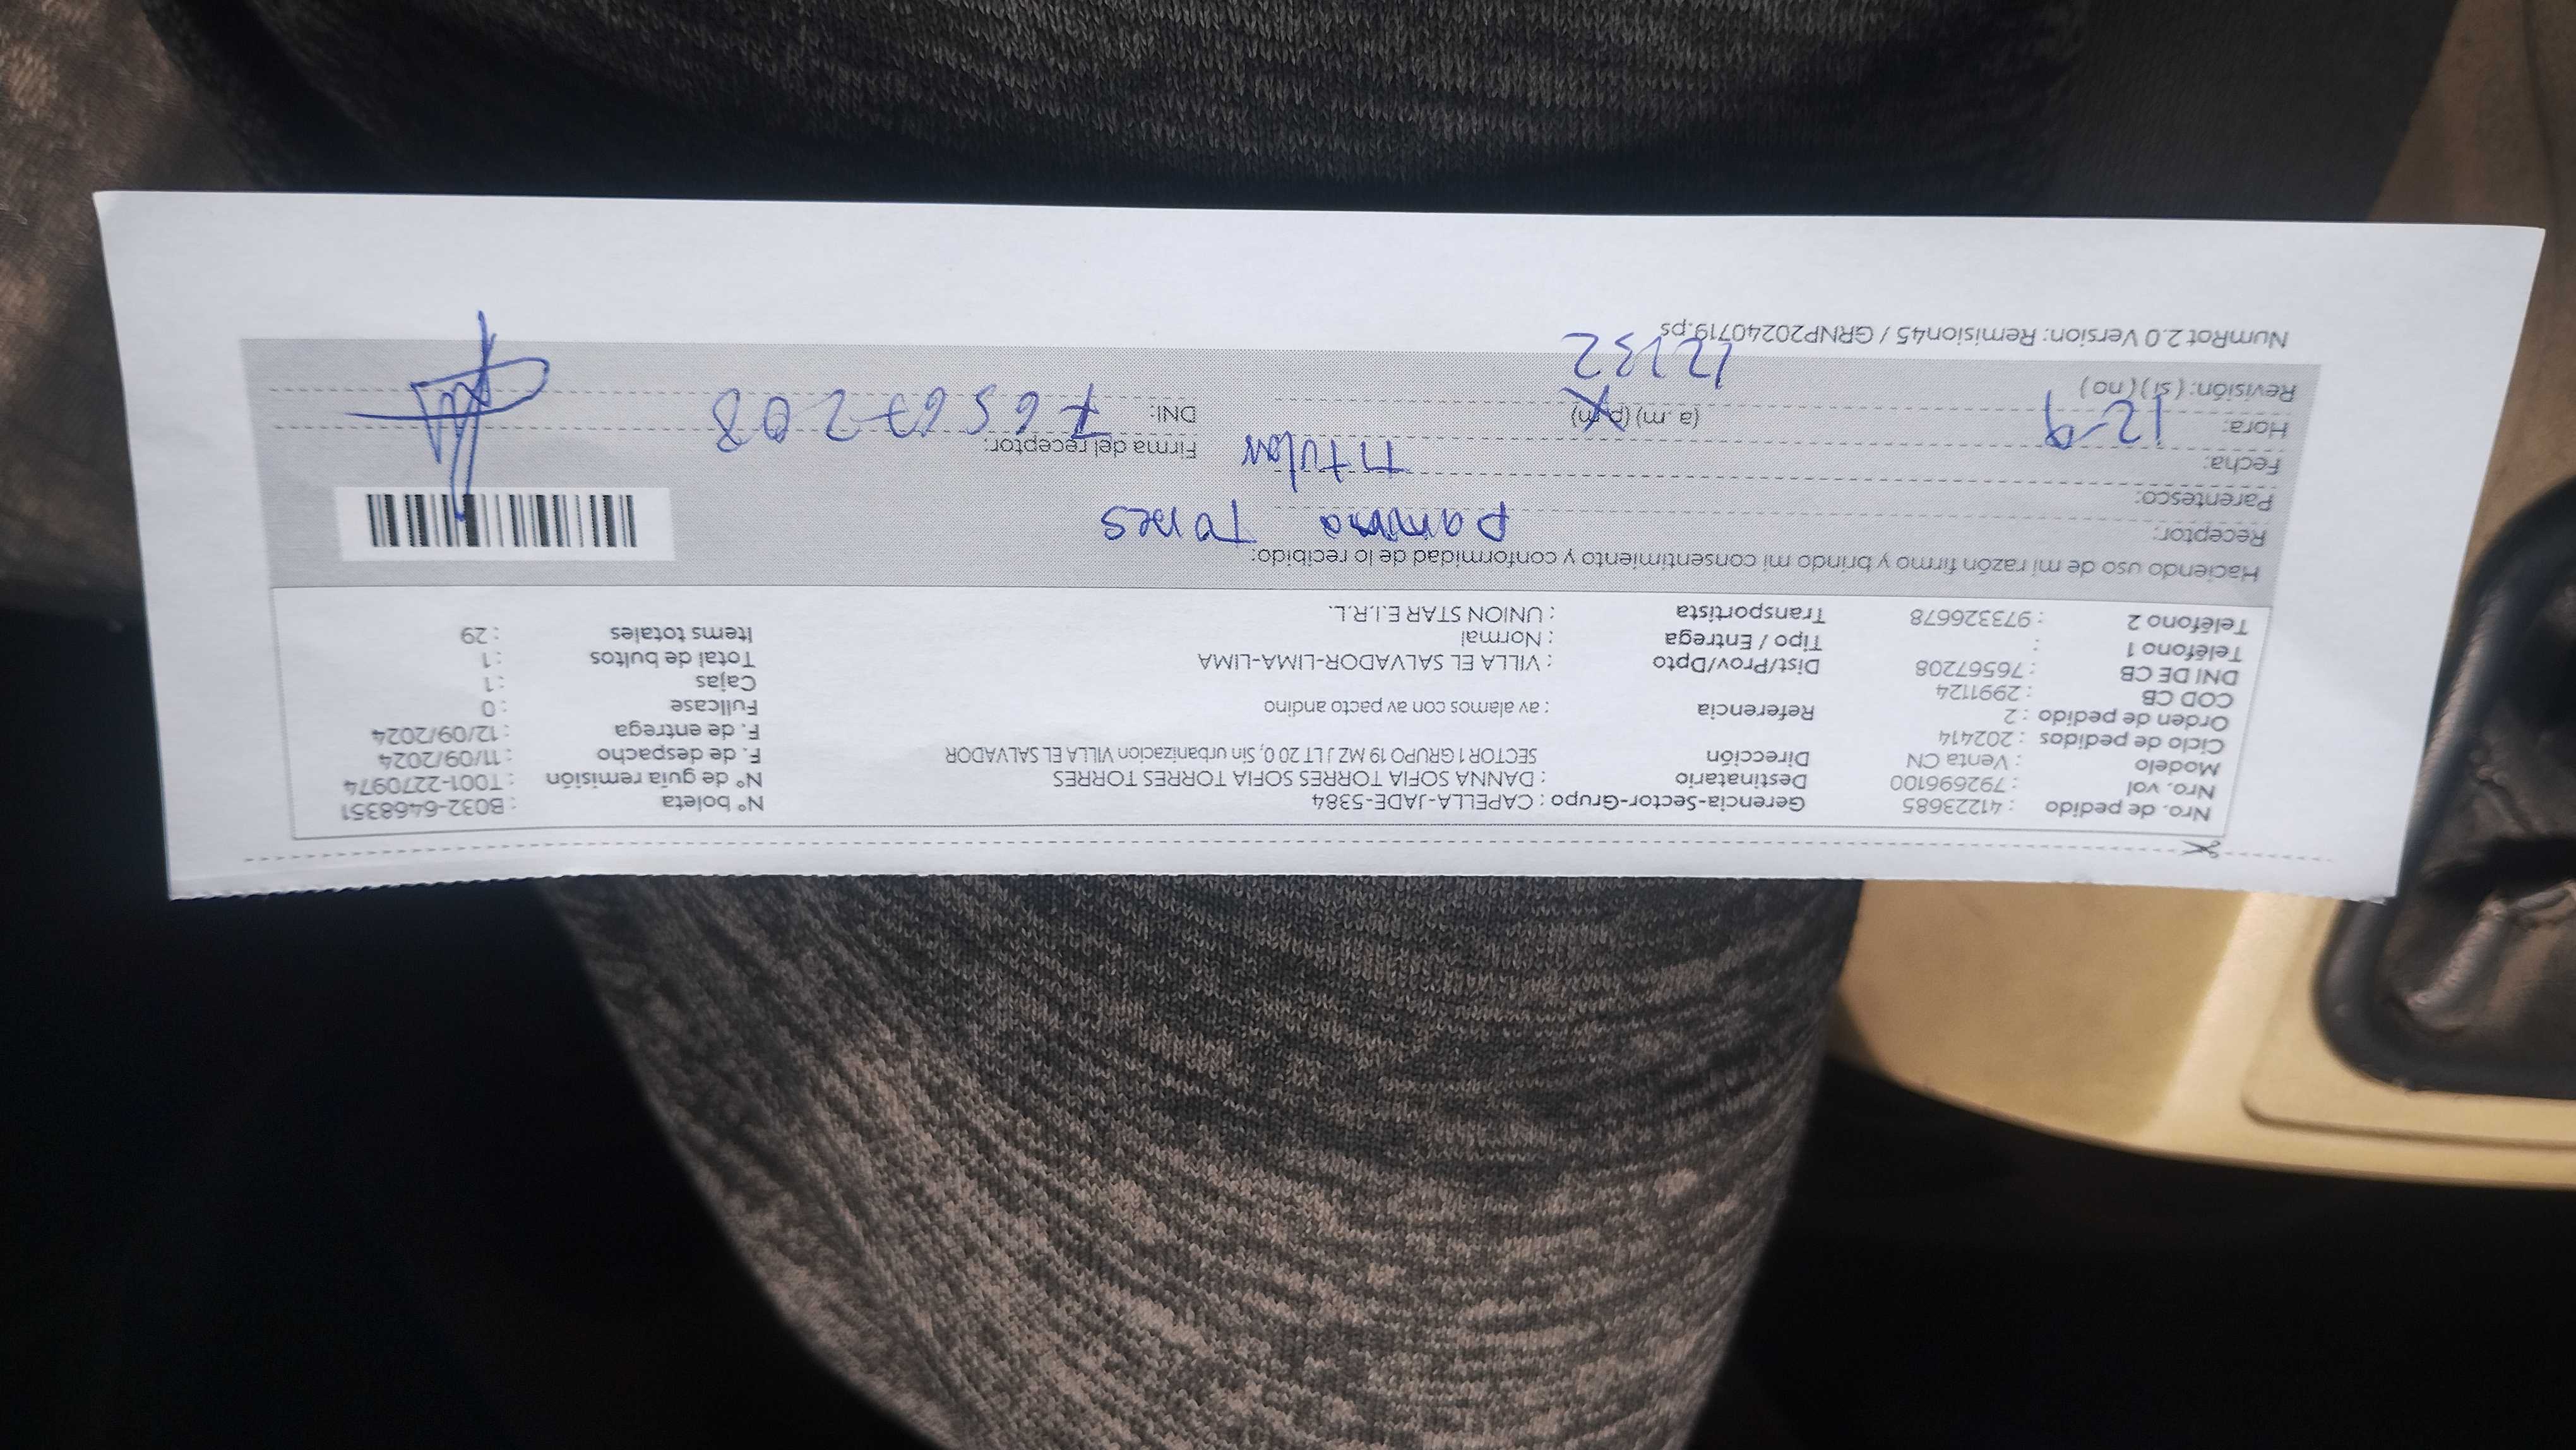 Nro. de pedido : 41223685
Nro. vol : 792696100
Modelo : Venta CN
Ciclo de pedidos : 202414
Orden de pedido : 2
COD CB : 2991124
DNI DE CB : 76567208
Teléfono 1 :
Teléfono 2 : 973326678
Gerencia-Sector-Grupo : CAPELLA-JADE-5384
Destinatario : DANNA SOFIA TORRES SOFIA TORRES TORRES
Dirección SECTOR 1 GRUPO 19 MZ J LT 20 0, Sin urbanizacion VILLA EL SALVADOR
Referencia : av alamos con av pacto andino
Dist/Prov/Dpto : VILLA EL SALVADOR-LIMA-LIMA
Tipo / Entrega : Normal
Transportista : UNION STAR E.I.R.L.
N° boleta : B032-6468351
N° de guía remisión : T001-2270974
F. de despacho : 11/09/2024
F. de entrega : 12/09/2024
Fullcase : 0
Cajas : 1
Total de bultos : 1
Items totales : 29
Haciendo uso de mi razón firmo y brindo mi consentimiento y conformidad de lo recibido:
Receptor: Torres
Parentesco: Titular
Fecha: 12-9
Hora: 12:32 (a.m) (p.m)
Revisión: (si) (no)
Firma del receptor:
DNI: 76567208
NumRot 2.0 Version: Remision45 / GRNP20240719.ps